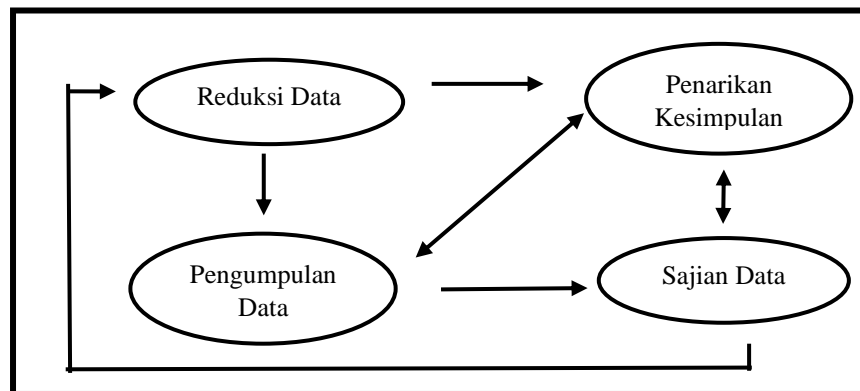 Reduksi Data
Penarikan
Kesimpulan
Pengumpulan
Data
Sajian Data